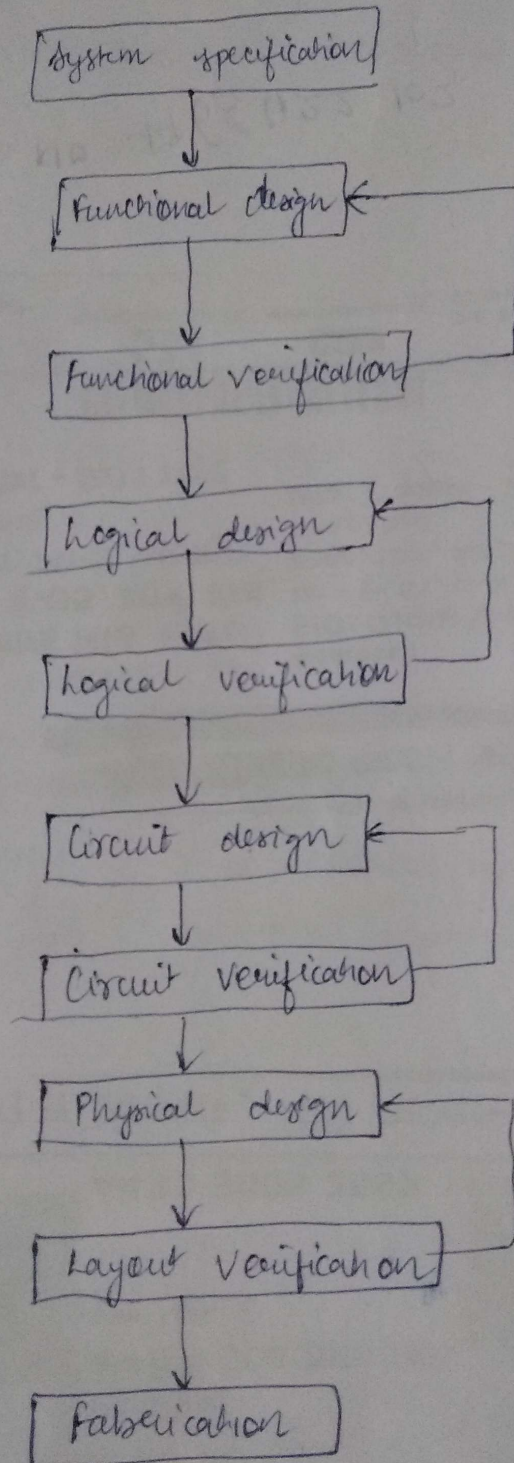 System specification
Functional design
Functional verification
Logical design
Logical verification
Circuit design
Circuit verification
Physical design
Layout verification
Fabrication